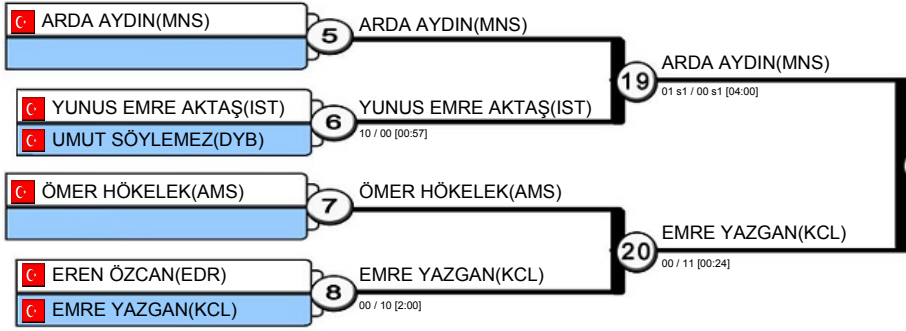 ARDA AYDIN(MNS)
5
ARDA AYDIN(MNS)
19
ARDA AYDIN(MNS)
01 s1 / 00 s1 [04:00]
YUNUS EMRE AKTAŞ(IST)
6
YUNUS EMRE AKTAŞ(IST)
10 / 00 [00:57]
UMUT SÖYLEMEZ(DYB)
ÖMER HÖKELEK(AMS)
7
ÖMER HÖKELEK(AMS)
20
EMRE YAZGAN(KCL)
00 / 11 [00:24]
EREN ÖZCAN(EDR)
8
EMRE YAZGAN(KCL)
00 / 10 [2:00]
EMRE YAZGAN(KCL)